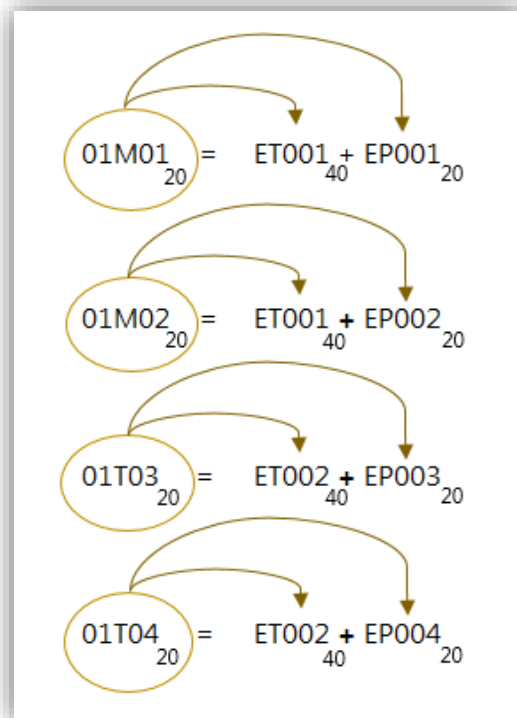 01M01 20 = ET001 40 + EP001 20
01M02 20 = ET001 40 + EP002 20
01T03 20 = ET002 40 + EP003 20
01T04 20 = ET002 40 + EP004 20